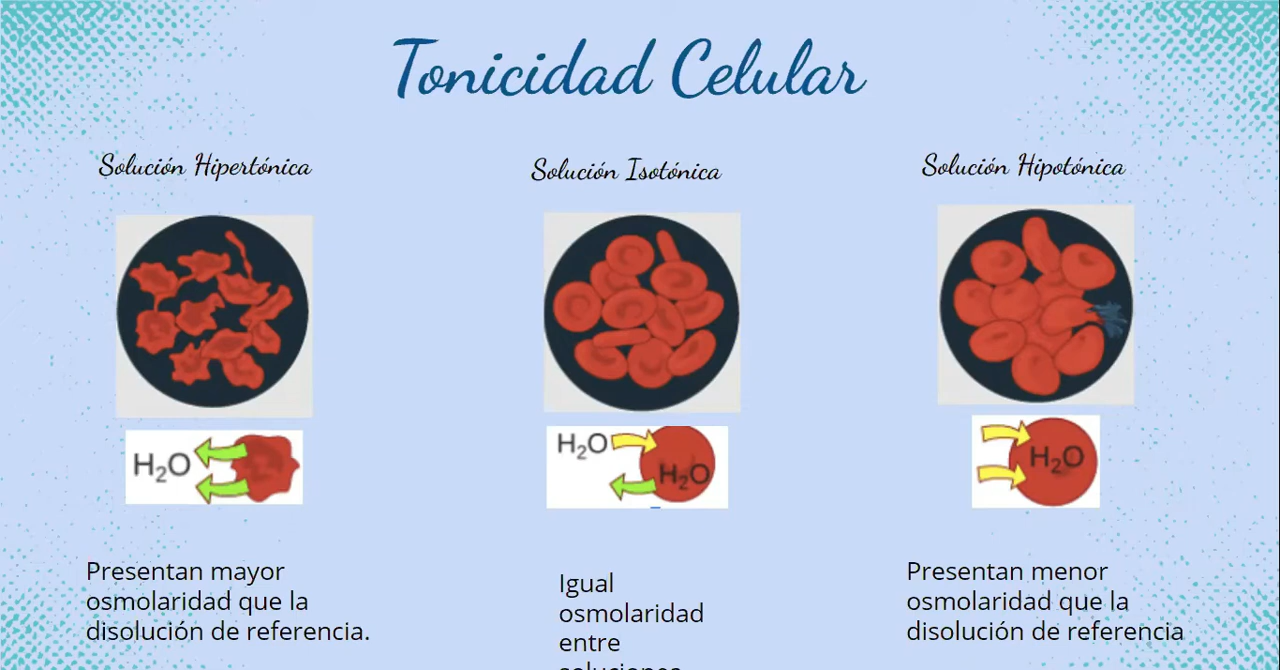 Tonicidad Celular
Solución Hipertónica
Solución Isotónica
Solución Hipotónica
H₂O
H₂O
H₂O
H₂O
Presentan mayor
osmolaridad que la
disolución de referencia.
Igual
osmolaridad
entre
soluciones
Presentan menor
osmolaridad que la
disolución de referencia